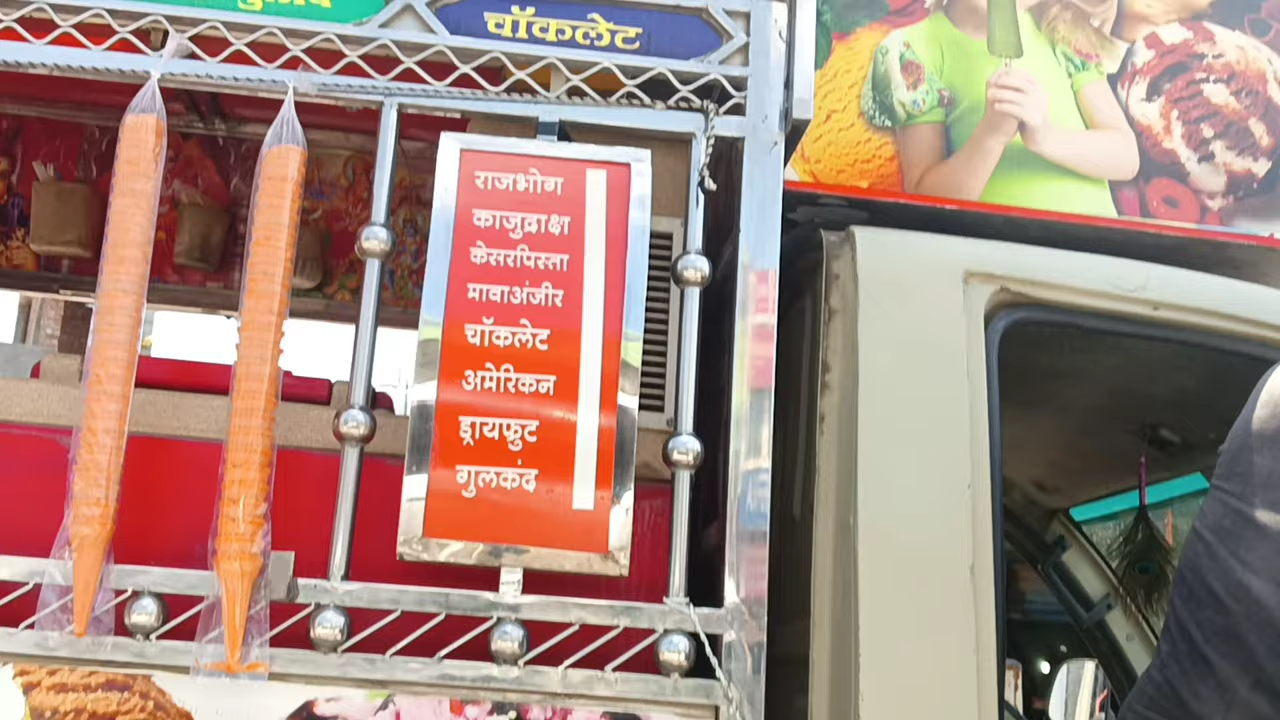 चॉकलेट
राजभोग
काजुद्राक्ष
केसरपिस्ता
मावाअंजीर
चॉकलेट
अमेरिकन
ड्रायफ्रुट
गुलकंद